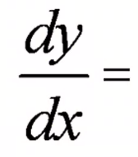 dy/dx =